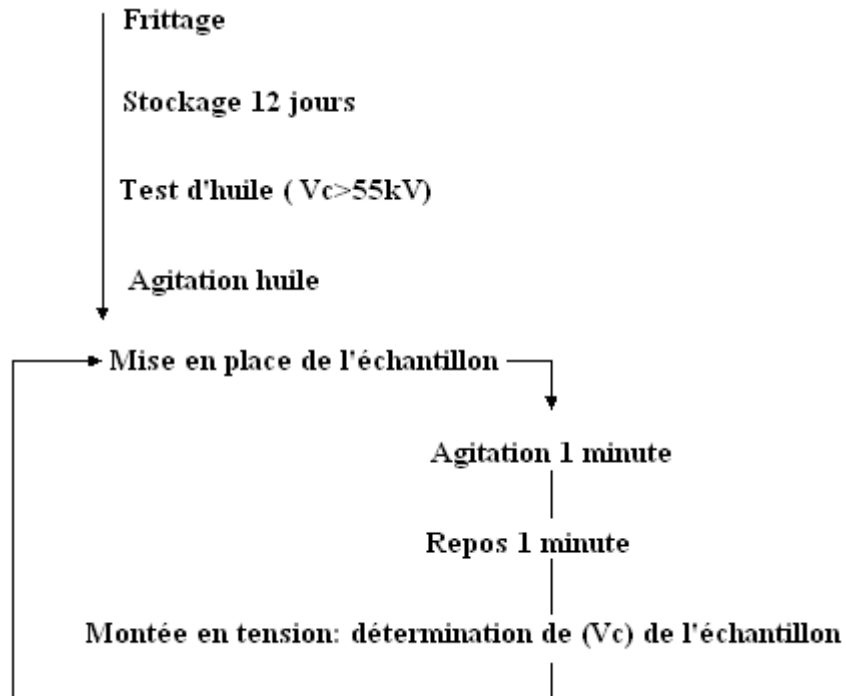 Frittage
Stockage 12 jours
Test d'huile ( Vc>55kV)
Agitation huile
Mise en place de l'échantillon
Agitation 1 minute
Repos 1 minute
Montée en tension: détermination de (Vc) de l'échantillon